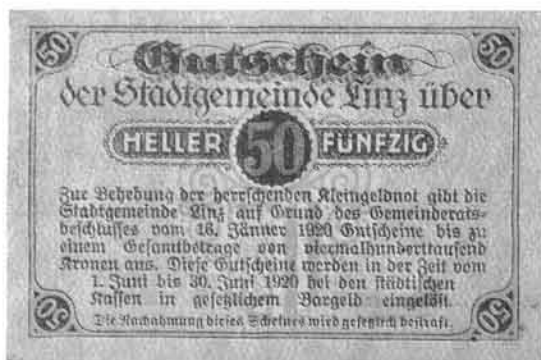 50 50
Gutschein
der Stadtgemeinde Linz über
HELLER 50 FÜNFZIG
Zur Behebung der herrschenden Kleingeldnot gibt die
Stadtgemeinde Linz auf Grund des Gemeinderats-
beschlusses vom 16. Jänner 1920 Gutscheine bis zu
einem Gesamtbetrage von viermalhunderttausend
Kronen aus. Diese Gutscheine werden in der Zeit vom
1. Juni bis 30. Juni 1920 bei den städtischen
Kassen in gesetzlichem Bargeld eingelöst.
Die Nachahmung dieses Scheines wird gesetzlich bestraft.
50 50